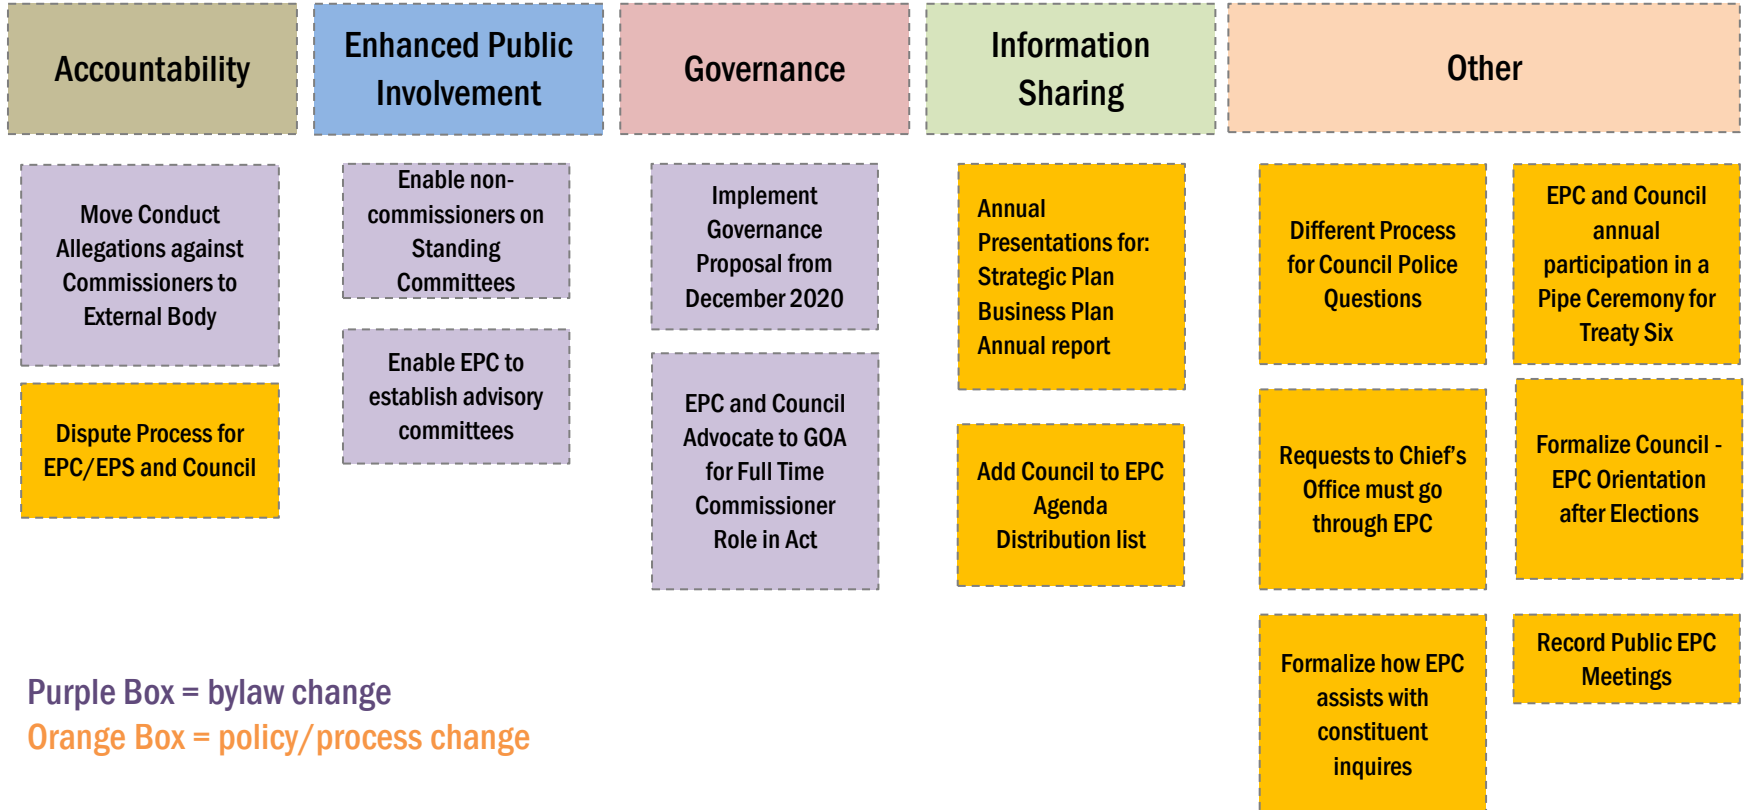 Accountability
Enhanced Public
Involvement
Governance
Information
Sharing
Other
Move Conduct
Allegations against
Commissioners to
External Body
Dispute Process for
EPC/EPS and Council
Enable non-
commissioners on
Standing
Committees
Enable EPC to
establish advisory
committees
Implement
Governance
Proposal from
December 2020
EPC and Council
Advocate to GOA
for Full Time
Commissioner
Role in Act
Annual
Presentations for:
Strategic Plan
Business Plan
Annual report
Add Council to EPC
Agenda
Distribution list
Different Process
for Council Police
Questions
Requests to Chief's
Office must go
through EPC
Formalize how EPC
assists with
constituent
inquires
EPC and Council
annual
participation in a
Pipe Ceremony for
Treaty Six
Formalize Council -
EPC Orientation
after Elections
Record Public EPC
Meetings
Purple Box = bylaw change
Orange Box = policy/process change